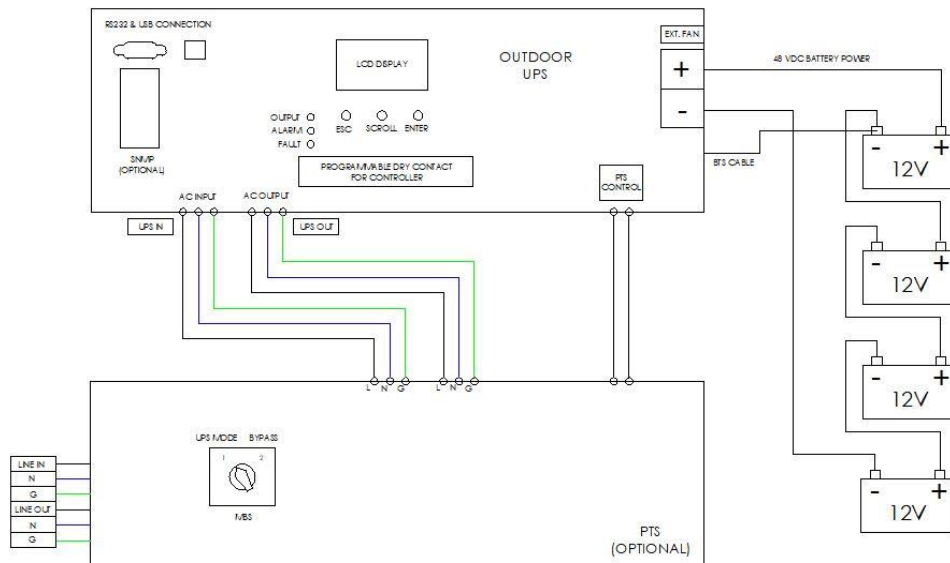 RS232 & USB CONNECTION
EXT. FAN
OUTDOOR
UPS
LCD DISPLAY
+
48 VDC BATTERY POWER
-
OUTPUT
ALARM
FAULT
ESC
SCROLL
ENTER
SNMP
(OPTIONAL)
PROGRAMMABLE DRY CONTACT
FOR CONTROLLER
PTS
CONTROL
BTS CABLE
- +
12V
AC INPUT
AC OUTPUT
UPS IN
UPS OUT
- +
12V
- +
12V
- +
12V
L N G
L N G
UPS MODE BYPASS
1 2
MBS
LINE IN
N
G
LINE OUT
N
G
PTS
(OPTIONAL)